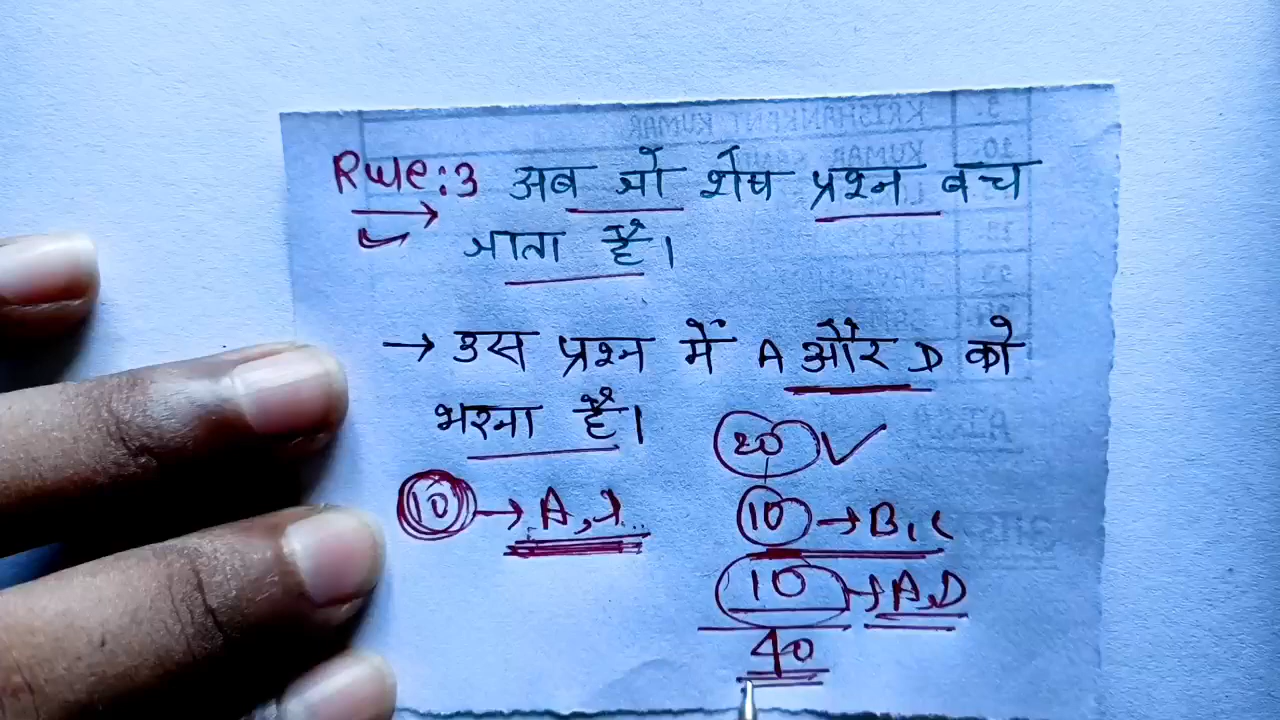 Rule:3 अब जो शेष प्रश्न बच
जाता है।
→ उस प्रश्न में A और D को
भरना है।
20 ✓
10 → A,
10 → B, C
10 → A, D
40